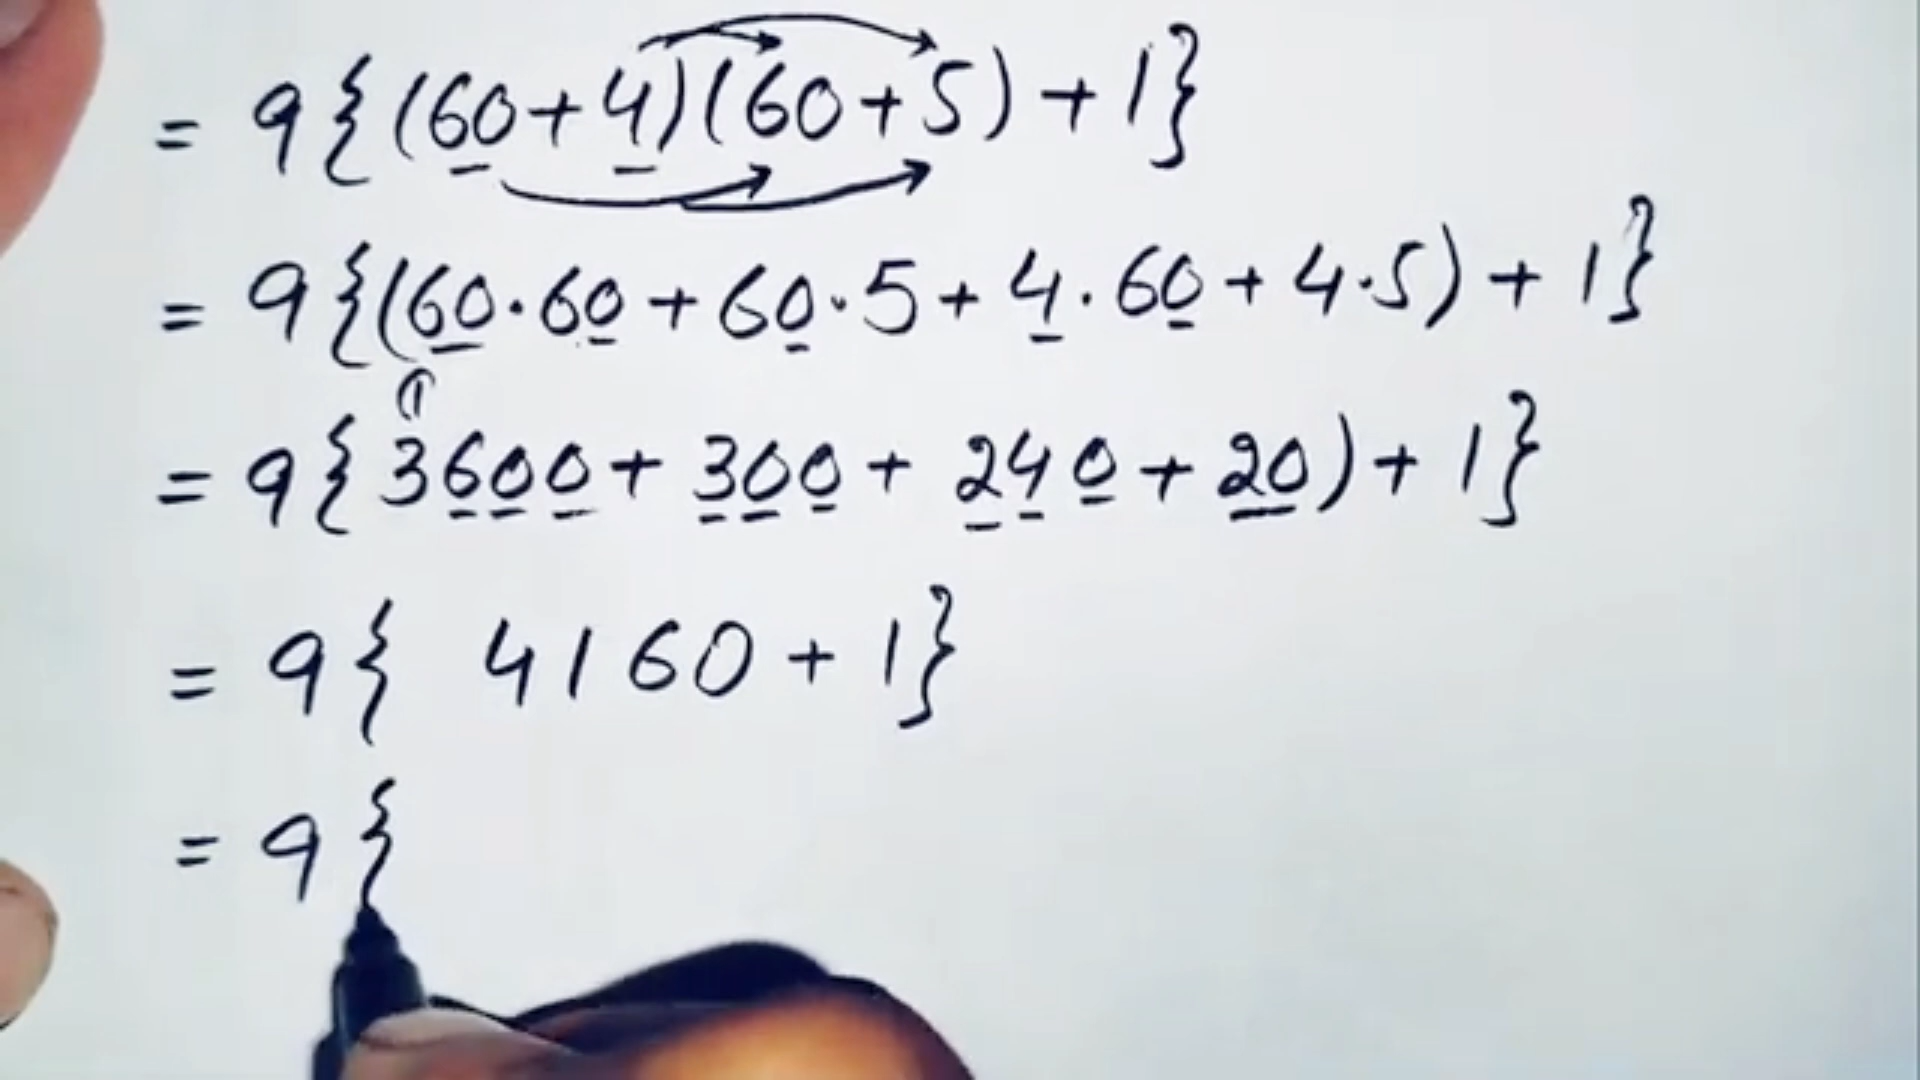 = 9{(60+4)(60+5)+1}
= 9{(60·60+60·5+4·60+4·5)+1}
= 9{(3600+300+240+20)+1}
= 9{ 4160+1}
= 9{